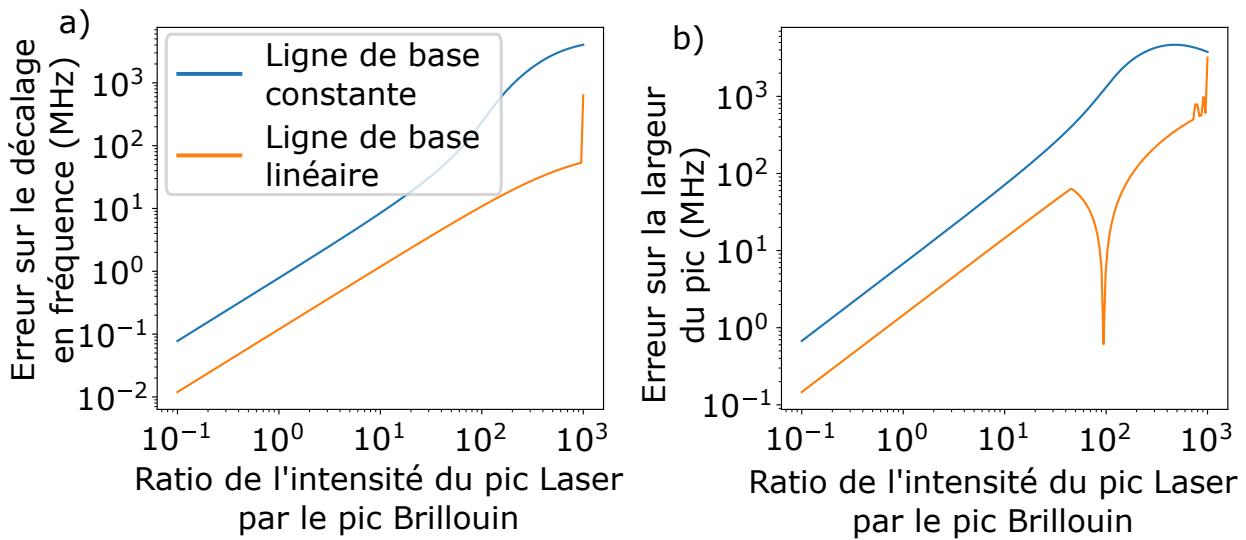 a)
Erreur sur le décalage
en fréquence (MHz)
10³
10²
10¹
10⁰
10⁻¹
10⁻²
Ligne de base
constante
Ligne de base
linéaire
10⁻¹ 10⁰ 10¹ 10² 10³
Ratio de l'intensité du pic Laser
par le pic Brillouin
b)
Erreur sur la largeur
du pic (MHz)
10³
10²
10¹
10⁰
10⁻¹
10⁻¹ 10⁰ 10¹ 10² 10³
Ratio de l'intensité du pic Laser
par le pic Brillouin